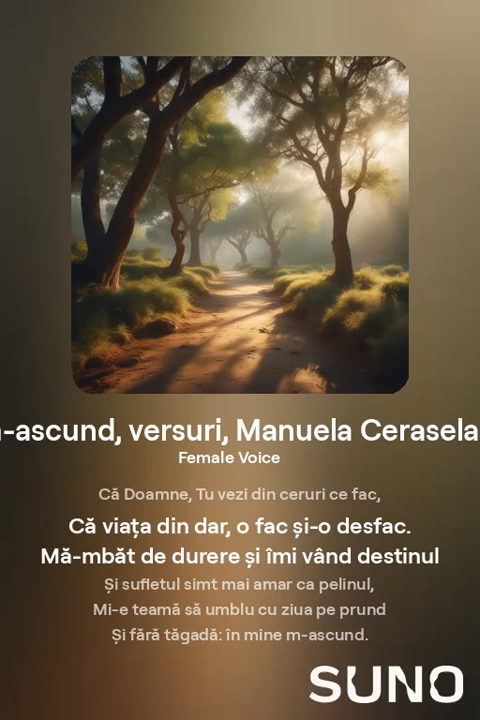 -ascund, versuri, Manuela Cerasela
Female Voice
Că Doamne, Tu vezi din ceruri ce fac,
Că viața din dar, o fac și-o desfac.
Mă-mbăt de durere și îmi vând destinul
Și sufletul simt mai amar ca pelinul,
Mi-e teamă să umblu cu ziua pe prund
Și fără tăgadă: în mine m-ascund.
SUNO